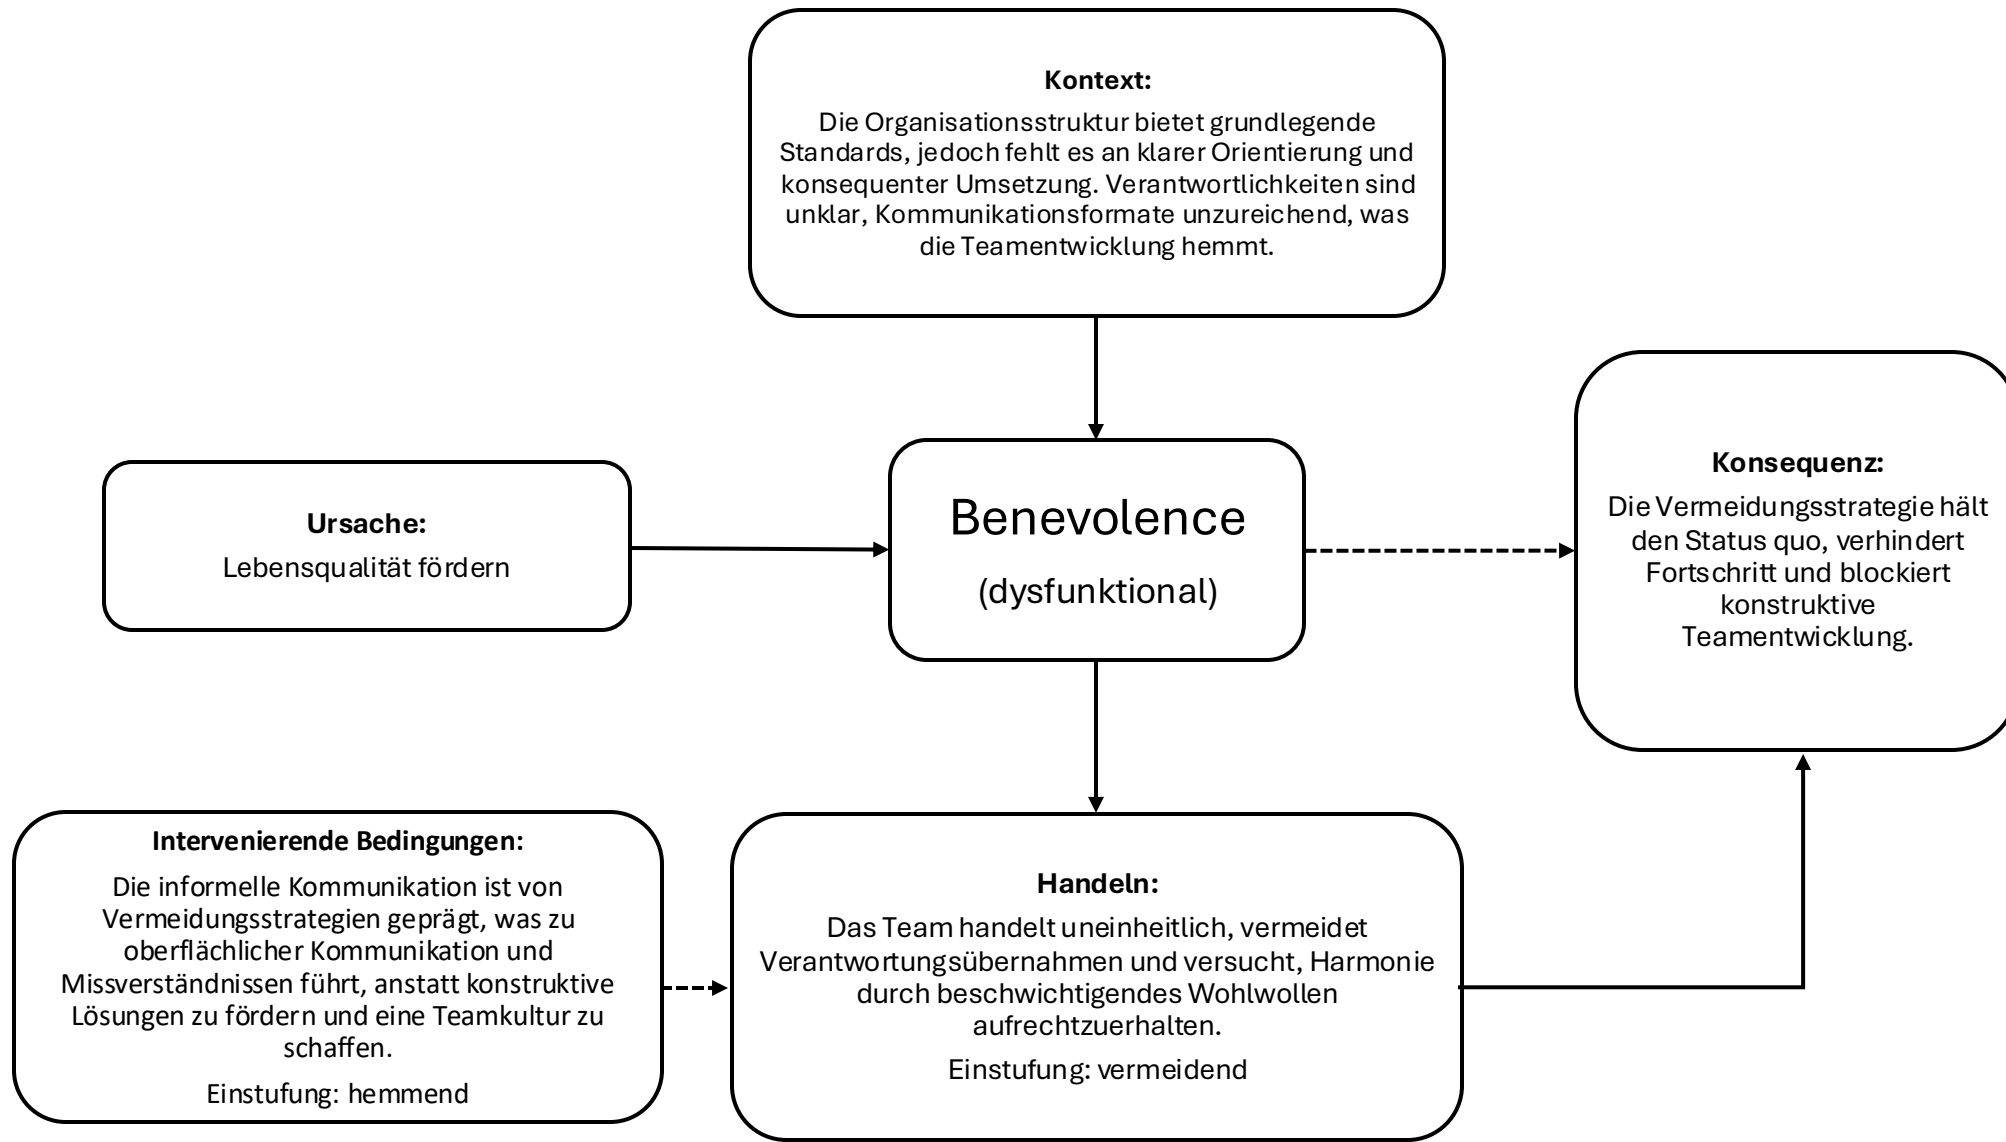 Kontext:
Die Organisationsstruktur bietet grundlegende
Standards, jedoch fehlt es an klarer Orientierung und
konsequenter Umsetzung. Verantwortlichkeiten sind
unklar, Kommunikationsformate unzureichend, was
die Teamentwicklung hemmt.
Ursache:
Lebensqualität fördern
Benevolence
(dysfunktional)
Konsequenz:
Die Vermeidungsstrategie hält
den Status quo, verhindert
Fortschritt und blockiert
konstruktive
Teamentwicklung.
Intervenierende Bedingungen:
Die informelle Kommunikation ist von
Vermeidungsstrategien geprägt, was zu
oberflächlicher Kommunikation und
Missverständnissen führt, anstatt konstruktive
Lösungen zu fördern und eine Teamkultur zu
schaffen.
Einstufung: hemmend
Handeln:
Das Team handelt uneinheitlich, vermeidet
Verantwortungsübernahmen und versucht, Harmonie
durch beschwichtigendes Wohlwollen
aufrechtzuerhalten.
Einstufung: vermeidend